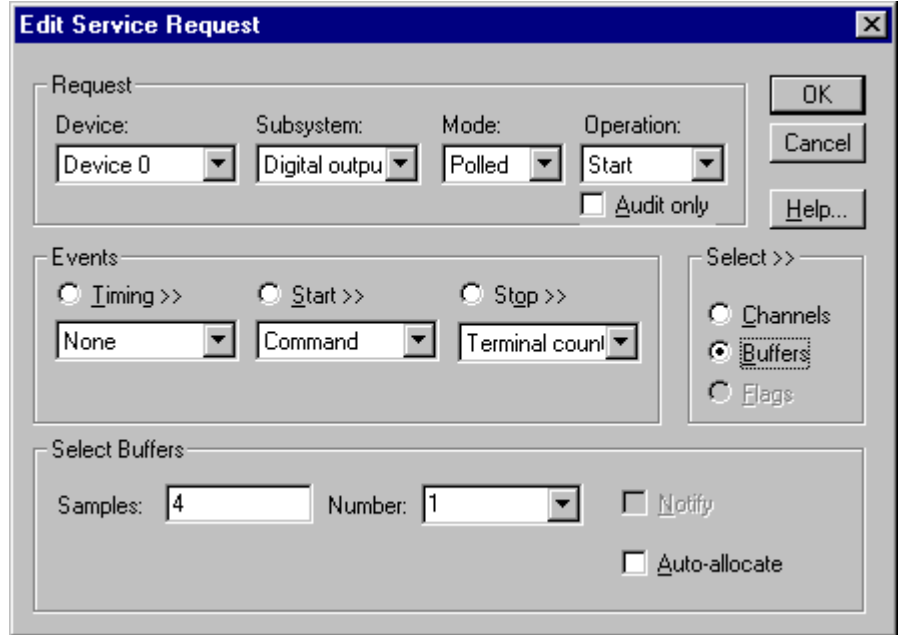 Edit Service Request
Request
OK
Device: Subsystem: Mode: Operation:
Cancel
Device 0 Digital outpu Polled Start
Audit only
Help...
Events
Select >>
Timing >> Start >> Stop >>
Channels
None Command Terminal count
Buffers
Flags
Select Buffers
Samples: 4 Number: 1 Notify
Auto-allocate